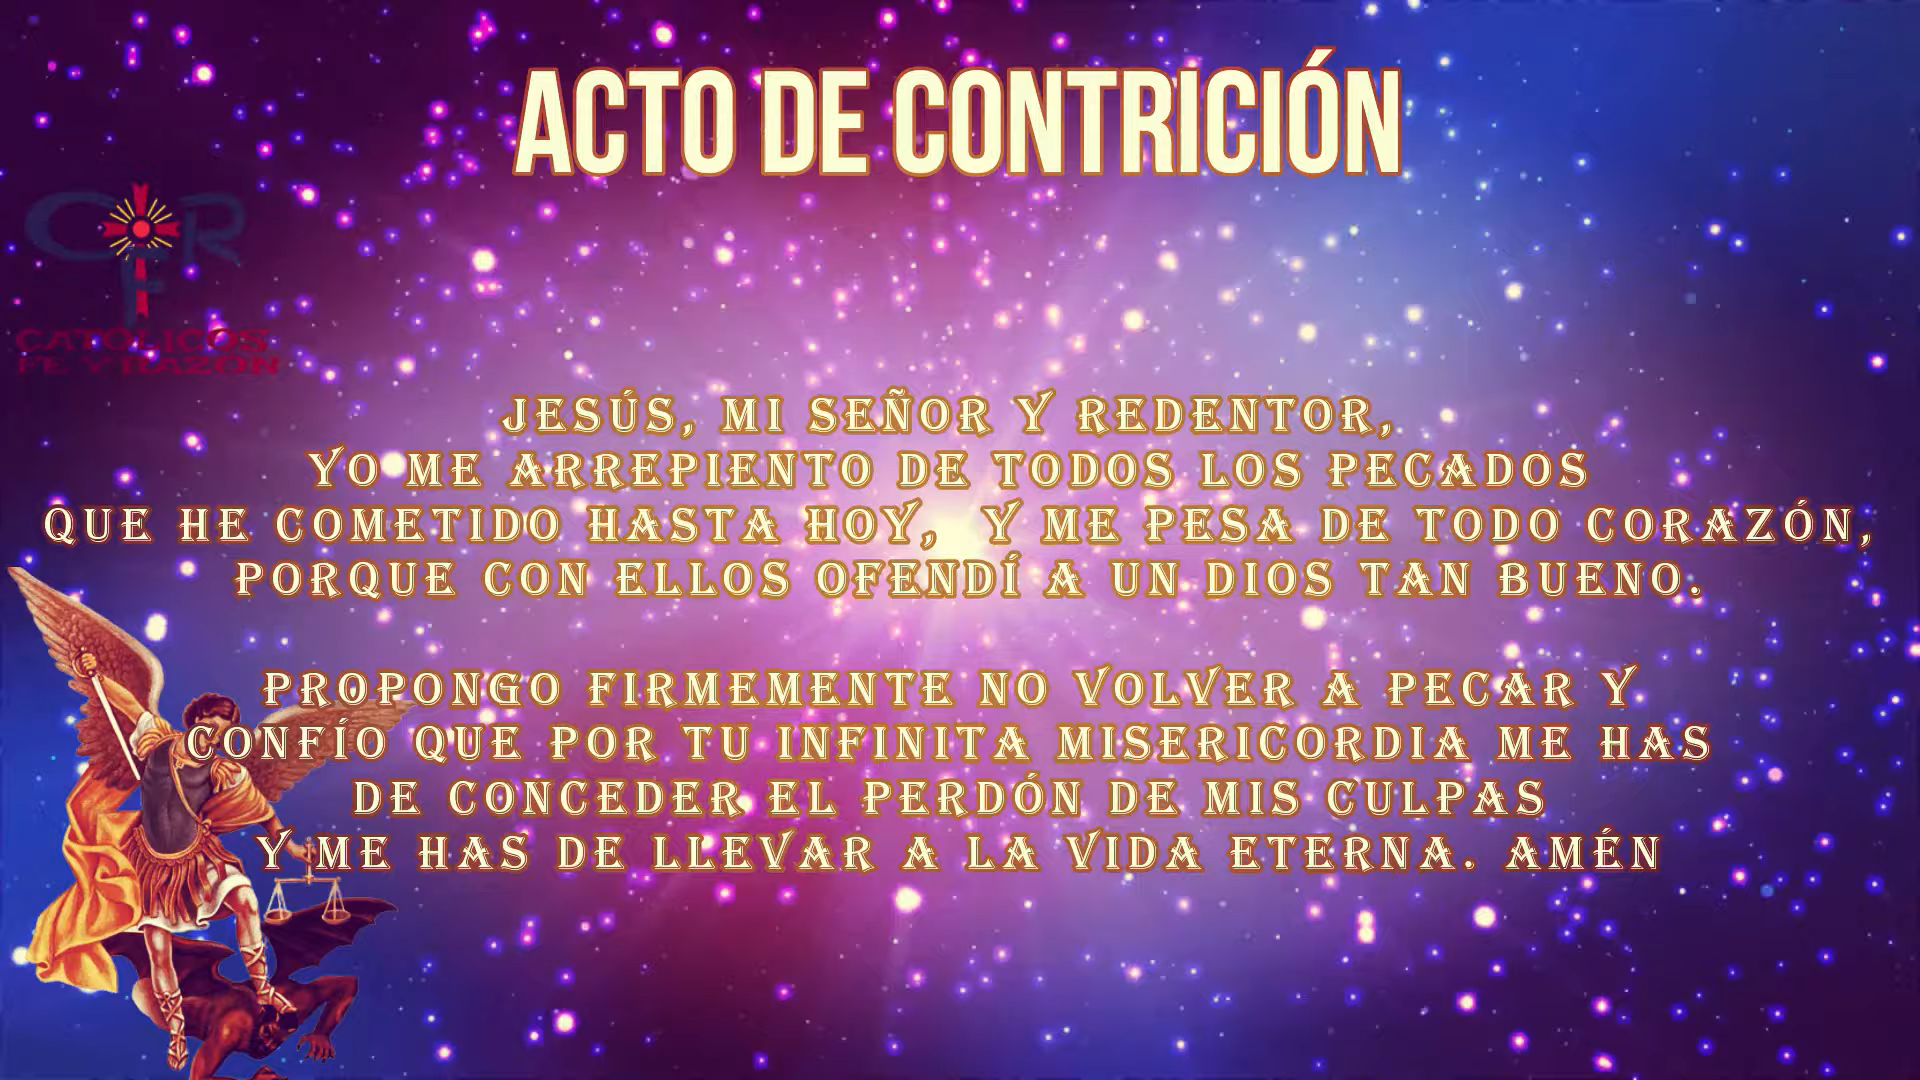 ACTO DE CONTRICIÓN
CFR
CATOLICOS
FE Y RAZON
JESÚS, MI SEÑOR Y REDENTOR,
YO ME ARREPIENTO DE TODOS LOS PECADOS
QUE HE COMETIDO HASTA HOY, Y ME PESA DE TODO CORAZÓN,
PORQUE CON ELLOS OFENDÍ A UN DIOS TAN BUENO.
PROPONGO FIRMEMENTE NO VOLVER A PECAR Y
CONFÍO QUE POR TU INFINITA MISERICORDIA ME HAS
DE CONCEDER EL PERDÓN DE MIS CULPAS
Y ME HAS DE LLEVAR A LA VIDA ETERNA. AMÉN